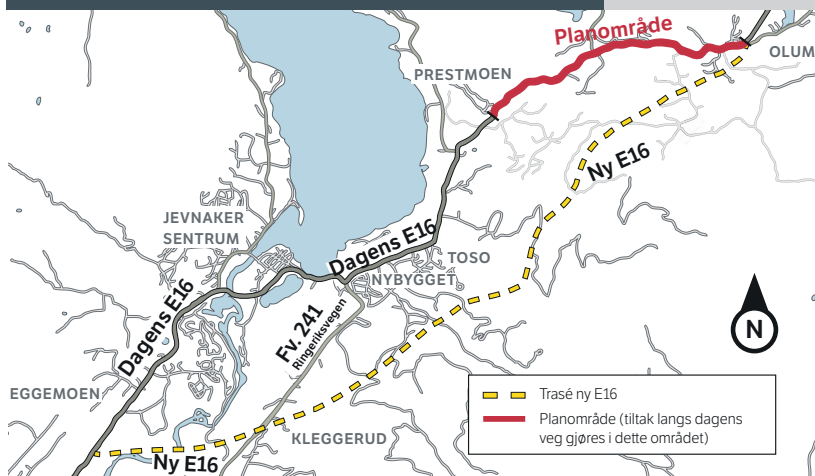 Planområde
OLUM
PRESTMOEN
Ny E16
JEVNAKER
SENTRUM
Dagens E16
TOSO
NYBYGGET
Dagens E16
Fv. 241
Ringeriksvegen
N
EGGEMOEN
KLEGGERUD
Ny E16
Trasé ny E16
Planområde (tiltak langs dagens
veg gjøres i dette området)